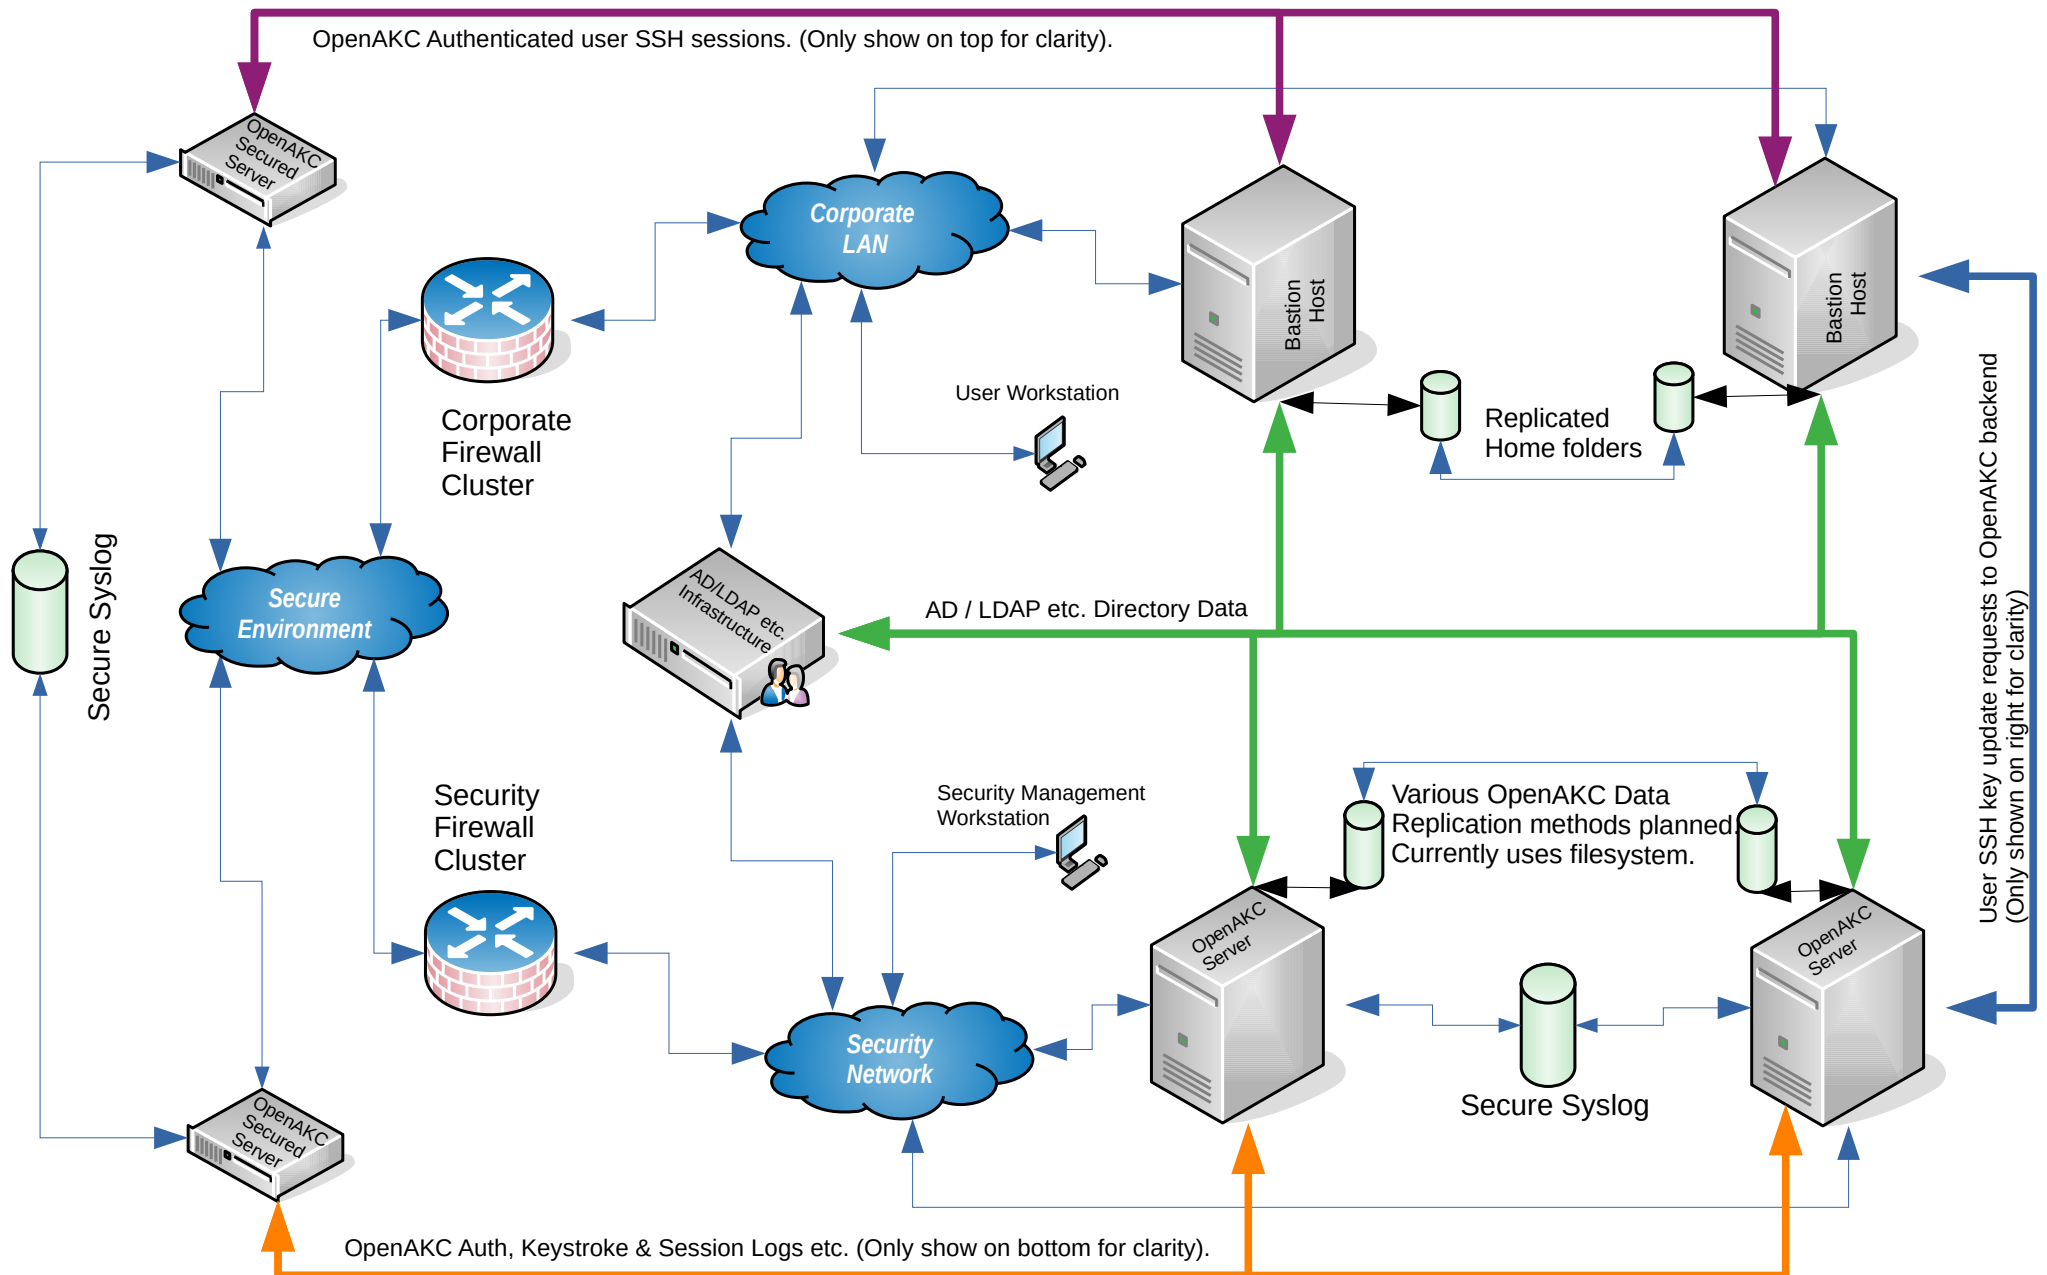 OpenAKC Authenticated user SSH sessions. (Only show on top for clarity).
OpenAKC
Secured
Server
Corporate
LAN
Bastion
Host
Bastion
Host
User Workstation
Corporate
Firewall
Cluster
Replicated
Home folders
User SSH key update requests to OpenAKC backend
(Only shown on right for clarity)
Secure Syslog
Secure
Environment
AD/LDAP etc.
Infrastructure
AD / LDAP etc. Directory Data
Security
Firewall
Cluster
Security Management
Workstation
Various OpenAKC Data
Replication methods planned.
Currently uses filesystem.
OpenAKC
Server
OpenAKC
Server
Security
Network
Secure Syslog
OpenAKC
Secured
Server
OpenAKC Auth, Keystroke & Session Logs etc. (Only show on bottom for clarity).